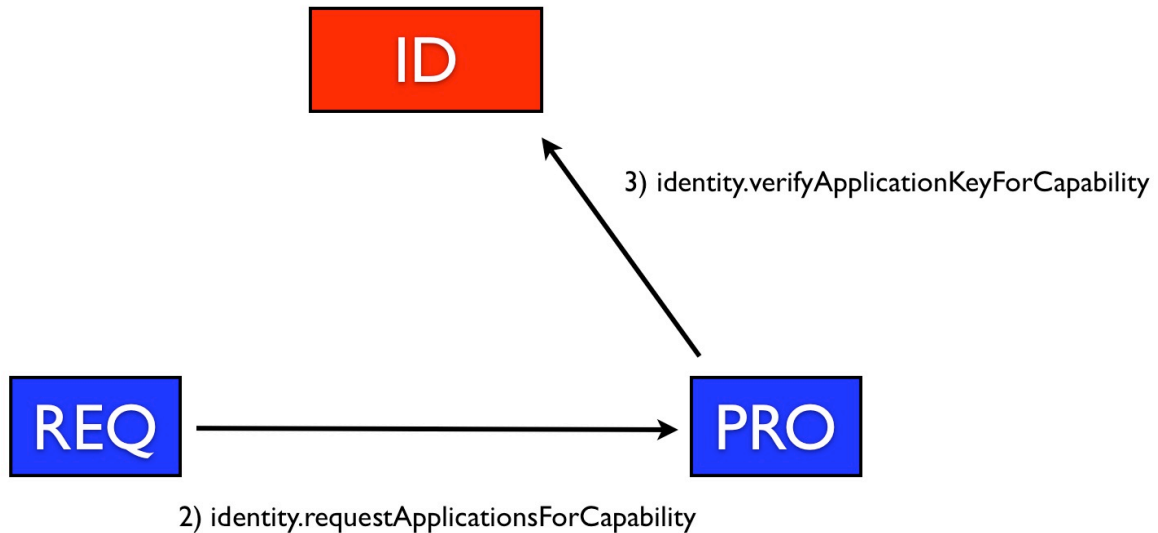 ID
3) identity.verifyApplicationKeyForCapability
REQ
PRO
2) identity.requestApplicationsForCapability